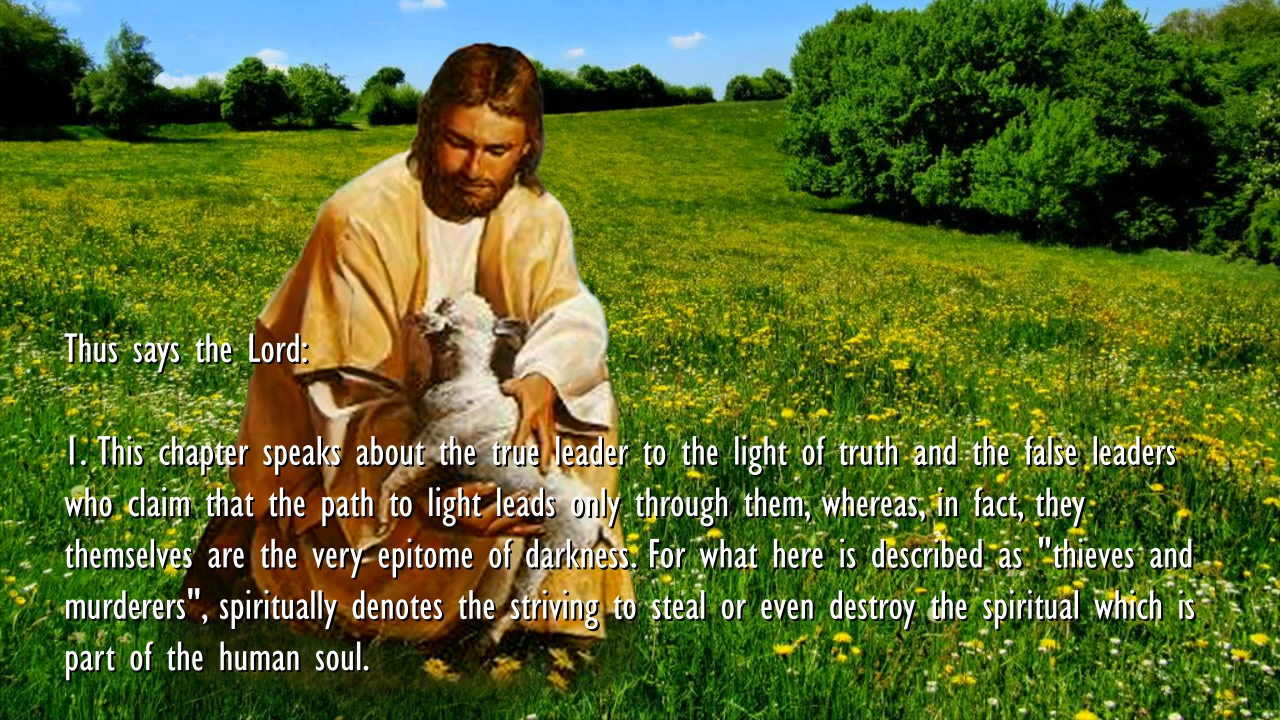 Thus says the Lord:
1. This chapter speaks about the true leader to the light of truth and the false leaders
who claim that the path to light leads only through them, whereas, in fact, they
themselves are the very epitome of darkness. For what here is described as "thieves and
murderers", spiritually denotes the striving to steal or even destroy the spiritual which is
part of the human soul.